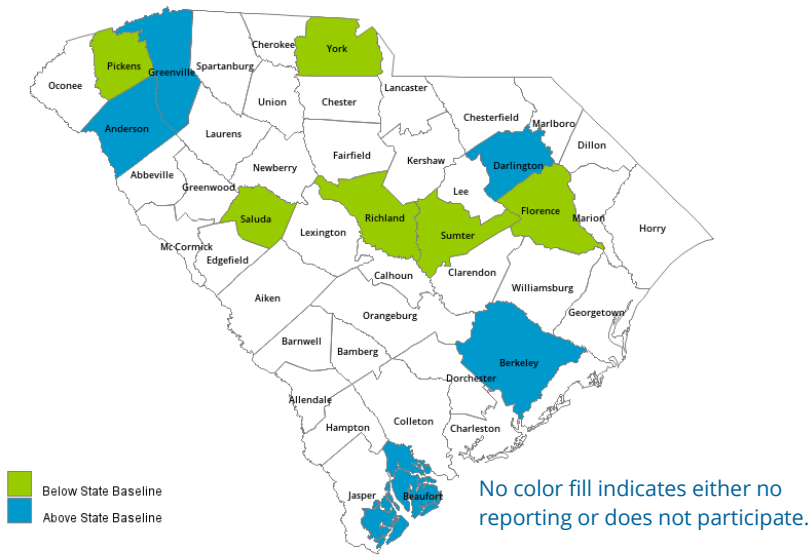 Cherokee
York
Pickens
Greenville
Spartanburg
Oconee
Union
Chester
Lancaster
Chesterfield
Marlboro
Anderson
Laurens
Dillon
Fairfield
Kershaw
Darlington
Abbeville
Newberry
Greenwood
Lee
Saluda
Richland
Florence
Marion
Sumter
Lexington
Horry
Mc Cormick
Edgefield
Calhoun
Clarendon
Williamsburg
Aiken
Orangeburg
Georgetown
Barnwell
Bamberg
Berkeley
Dorchester
Allendale
Hampton
Colleton
Charleston
Jasper
Beaufort
Below State Baseline
Above State Baseline
No color fill indicates either no
reporting or does not participate.